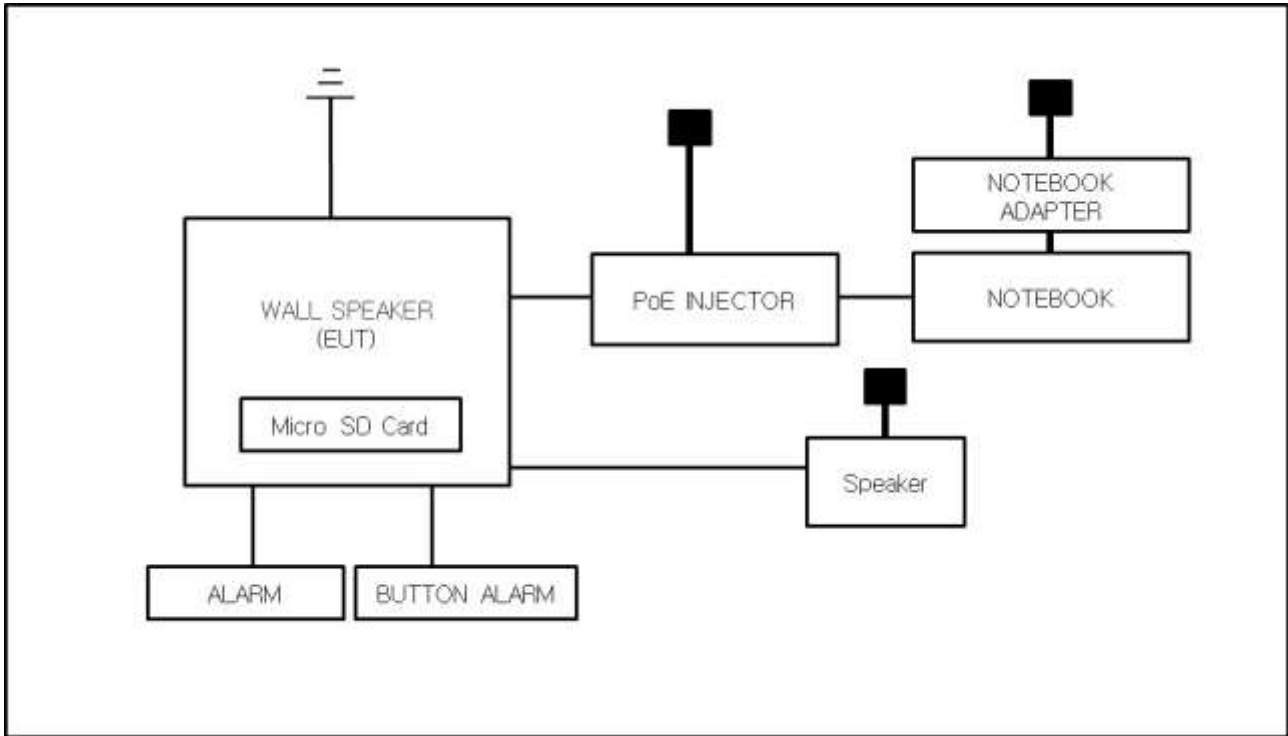 NOTEBOOK
ADAPTER
WALL SPEAKER
(EUT)
PoE INJECTOR
NOTEBOOK
Micro SD Card
Speaker
ALARM
BUTTON ALARM